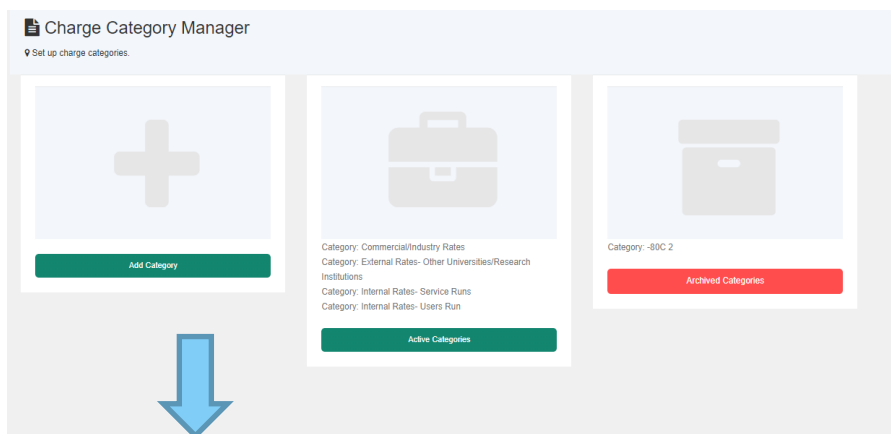 Charge Category Manager
Set up charge categories.
Add Category
Category: Commercial/Industry Rates
Category: External Rates- Other Universities/Research
Institutions
Category: Internal Rates- Service Runs
Category: Internal Rates- Users Run
Active Categories
Category: -80C 2
Archived Categories